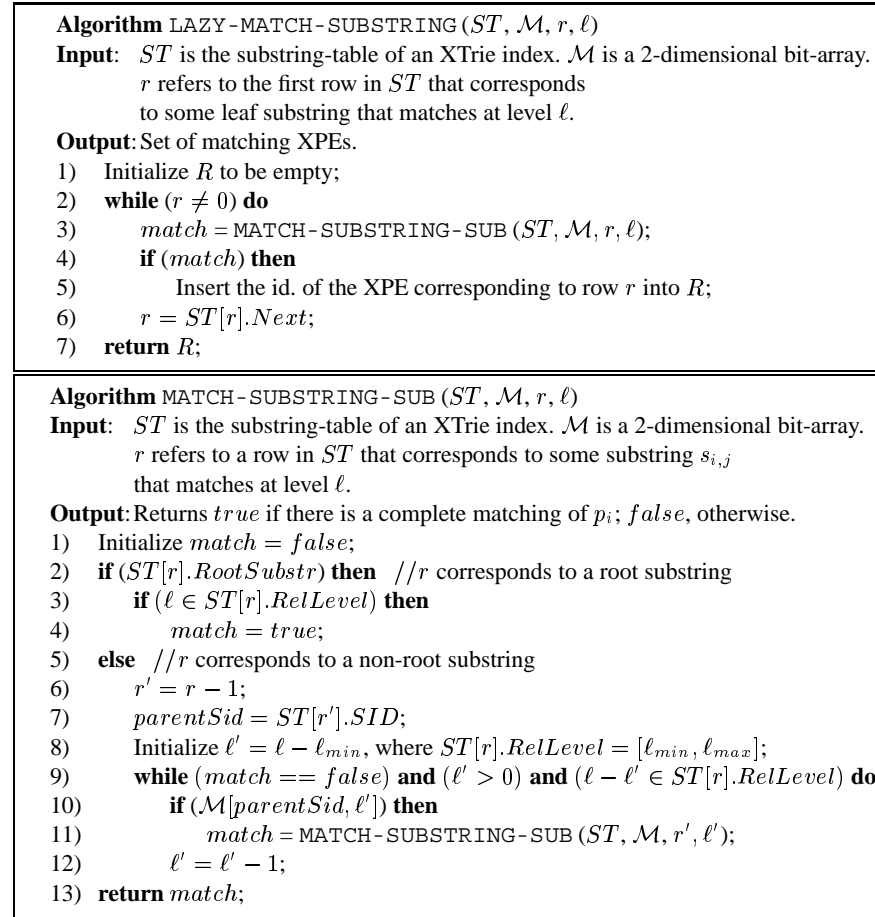 Algorithm LAZY-MATCH-SUBSTRING (ST, ℳ, r, ℓ)
Input: ST is the substring-table of an XTrie index. ℳ is a 2-dimensional bit-array.
r refers to the first row in ST that corresponds
to some leaf substring that matches at level ℓ.
Output: Set of matching XPEs.
1) Initialize R to be empty;
2) while (r ≠ 0) do
3) match = MATCH-SUBSTRING-SUB (ST, ℳ, r, ℓ);
4) if (match) then
5) Insert the id. of the XPE corresponding to row r into R;
6) r = ST[r].Next;
7) return R;
Algorithm MATCH-SUBSTRING-SUB (ST, ℳ, r, ℓ)
Input: ST is the substring-table of an XTrie index. ℳ is a 2-dimensional bit-array.
r refers to a row in ST that corresponds to some substring s_{i,j}
that matches at level ℓ.
Output: Returns true if there is a complete matching of p_i; false, otherwise.
1) Initialize match = false;
2) if (ST[r].RootSubstr) then //r corresponds to a root substring
3) if (ℓ ∈ ST[r].RelLevel) then
4) match = true;
5) else //r corresponds to a non-root substring
6) r′ = r − 1;
7) parentSid = ST[r′].SID;
8) Initialize ℓ′ = ℓ − ℓ_{min}, where ST[r].RelLevel = [ℓ_{min}, ℓ_{max}];
9) while (match == false) and (ℓ′ > 0) and (ℓ − ℓ′ ∈ ST[r].RelLevel) do
10) if (ℳ[parentSid, ℓ′]) then
11) match = MATCH-SUBSTRING-SUB (ST, ℳ, r′, ℓ′);
12) ℓ′ = ℓ′ − 1;
13) return match;